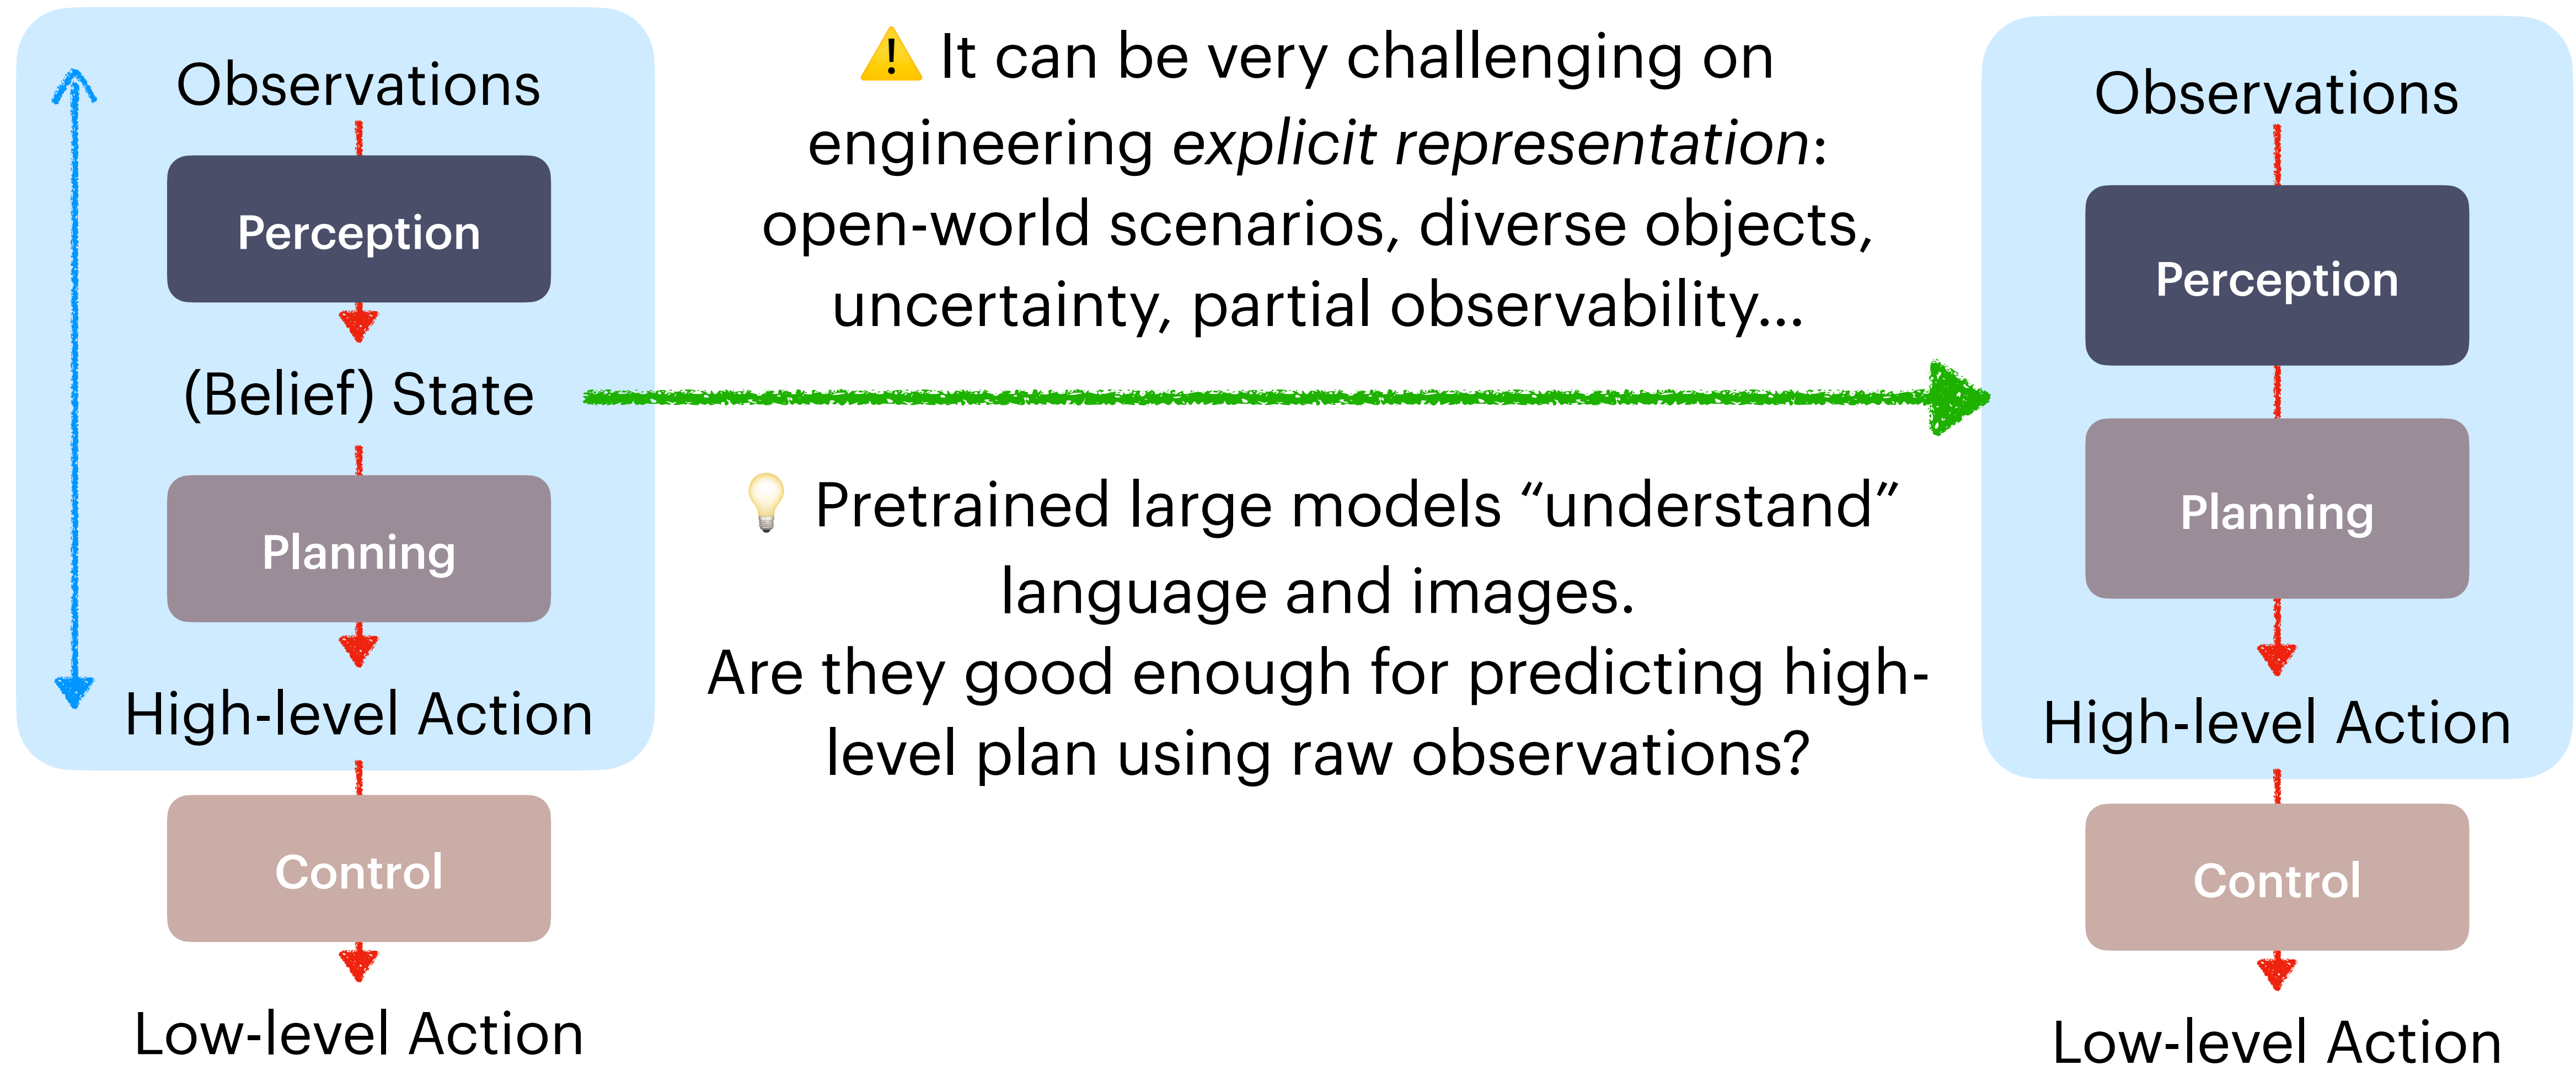 Observations
Perception
(Belief) State
Planning
High-level Action
Control
Low-level Action
⚠️ It can be very challenging on
engineering explicit representation:
open-world scenarios, diverse objects,
uncertainty, partial observability...
💡 Pretrained large models “understand”
language and images.
Are they good enough for predicting high-
level plan using raw observations?
Observations
Perception
Planning
High-level Action
Control
Low-level Action